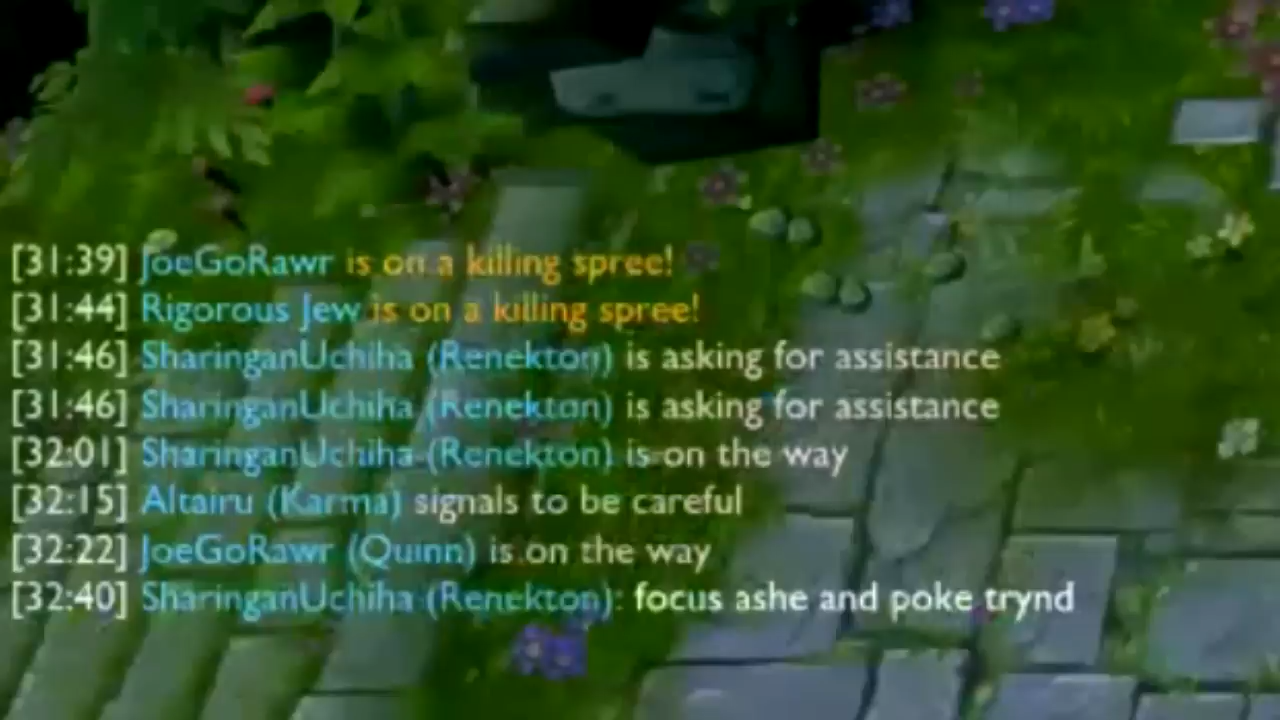 [31:39] JoeGoRawr is on a killing spree!
[31:44] Rigorous Jew is on a killing spree!
[31:46] SharinganUchiha (Renekton) is asking for assistance
[31:46] SharinganUchiha (Renekton) is asking for assistance
[32:01] SharinganUchiha (Renekton) is on the way
[32:15] Altairu (Karma) signals to be careful
[32:22] JoeGoRawr (Quinn) is on the way
[32:40] SharinganUchiha (Renekton): focus ashe and poke trynd